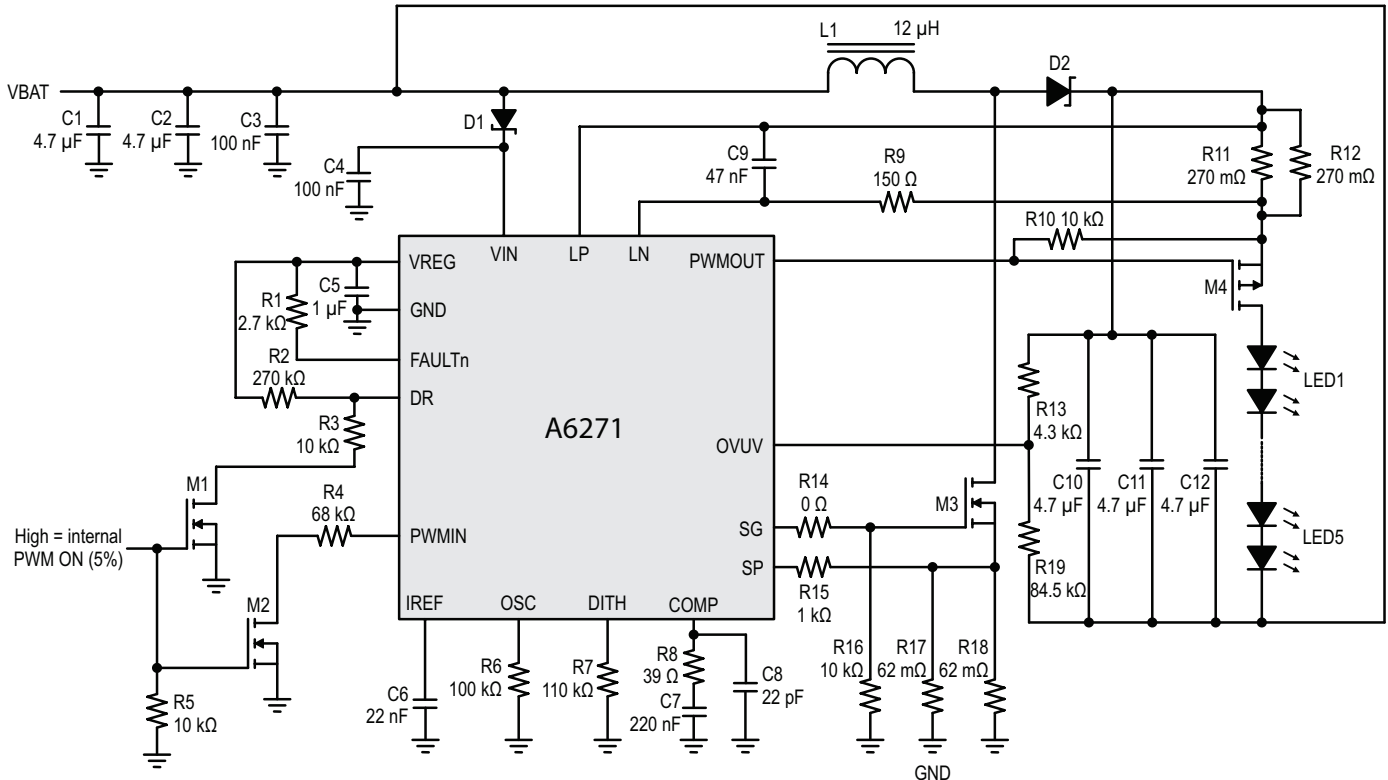 L1
12 µH
D2
VBAT
C1
4.7 µF
C2
4.7 µF
C3
100 nF
D1
C4
100 nF
C9
47 nF
R9
150 Ω
R11
270 mΩ
R12
270 mΩ
R10 10 kΩ
VREG
VIN
LP
LN
PWMOUT
M4
C5
1 µF
GND
R1
2.7 kΩ
FAULTn
R2
270 kΩ
DR
LED1
R3
10 kΩ
A6271
R13
4.3 kΩ
OVUV
C10
4.7 µF
C11
4.7 µF
C12
4.7 µF
M1
R4
68 kΩ
R14
0 Ω
M3
High = internal
PWM ON (5%)
PWMIN
SG
LED5
SP
R19
84.5 kΩ
M2
IREF
OSC
DITH
COMP
R15
1 kΩ
R5
10 kΩ
C6
22 nF
R6
100 kΩ
R7
110 kΩ
R8
39 Ω
C7
220 nF
C8
22 pF
R16
10 kΩ
R17
62 mΩ
R18
62 mΩ
GND